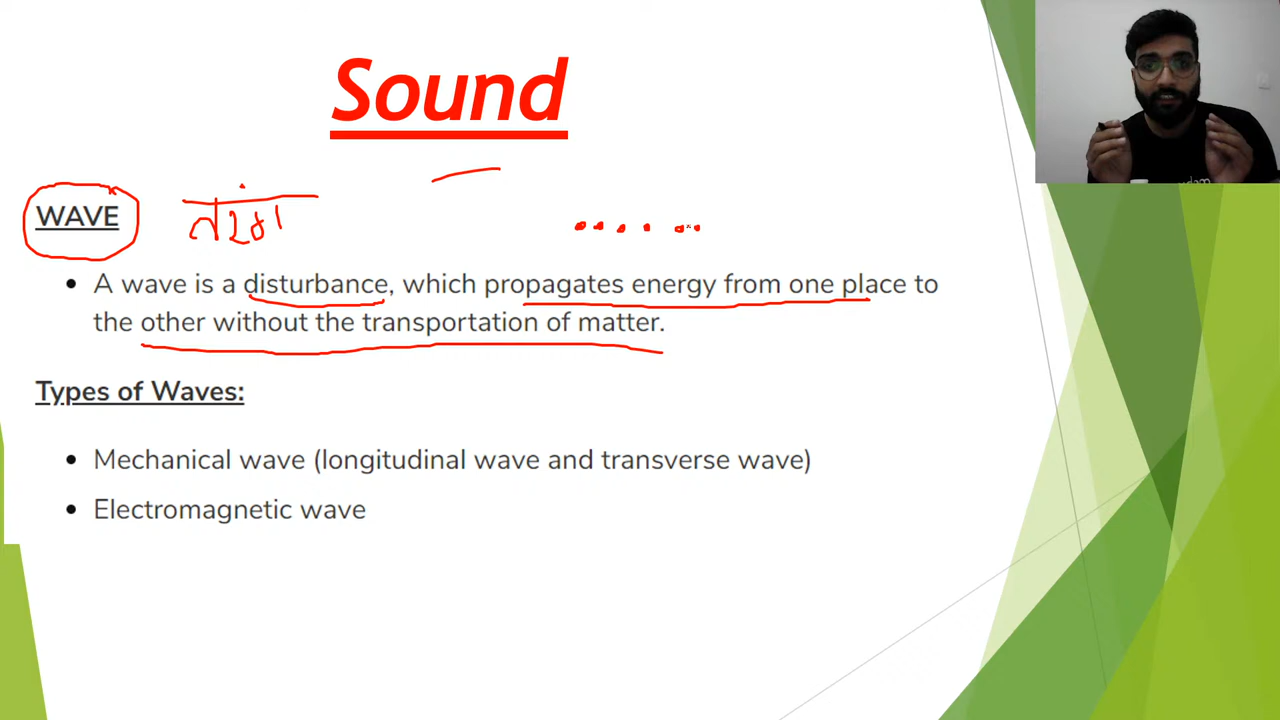 Sound
WAVE तरंग
• A wave is a disturbance, which propagates energy from one place to
the other without the transportation of matter.
Types of Waves:
• Mechanical wave (longitudinal wave and transverse wave)
• Electromagnetic wave